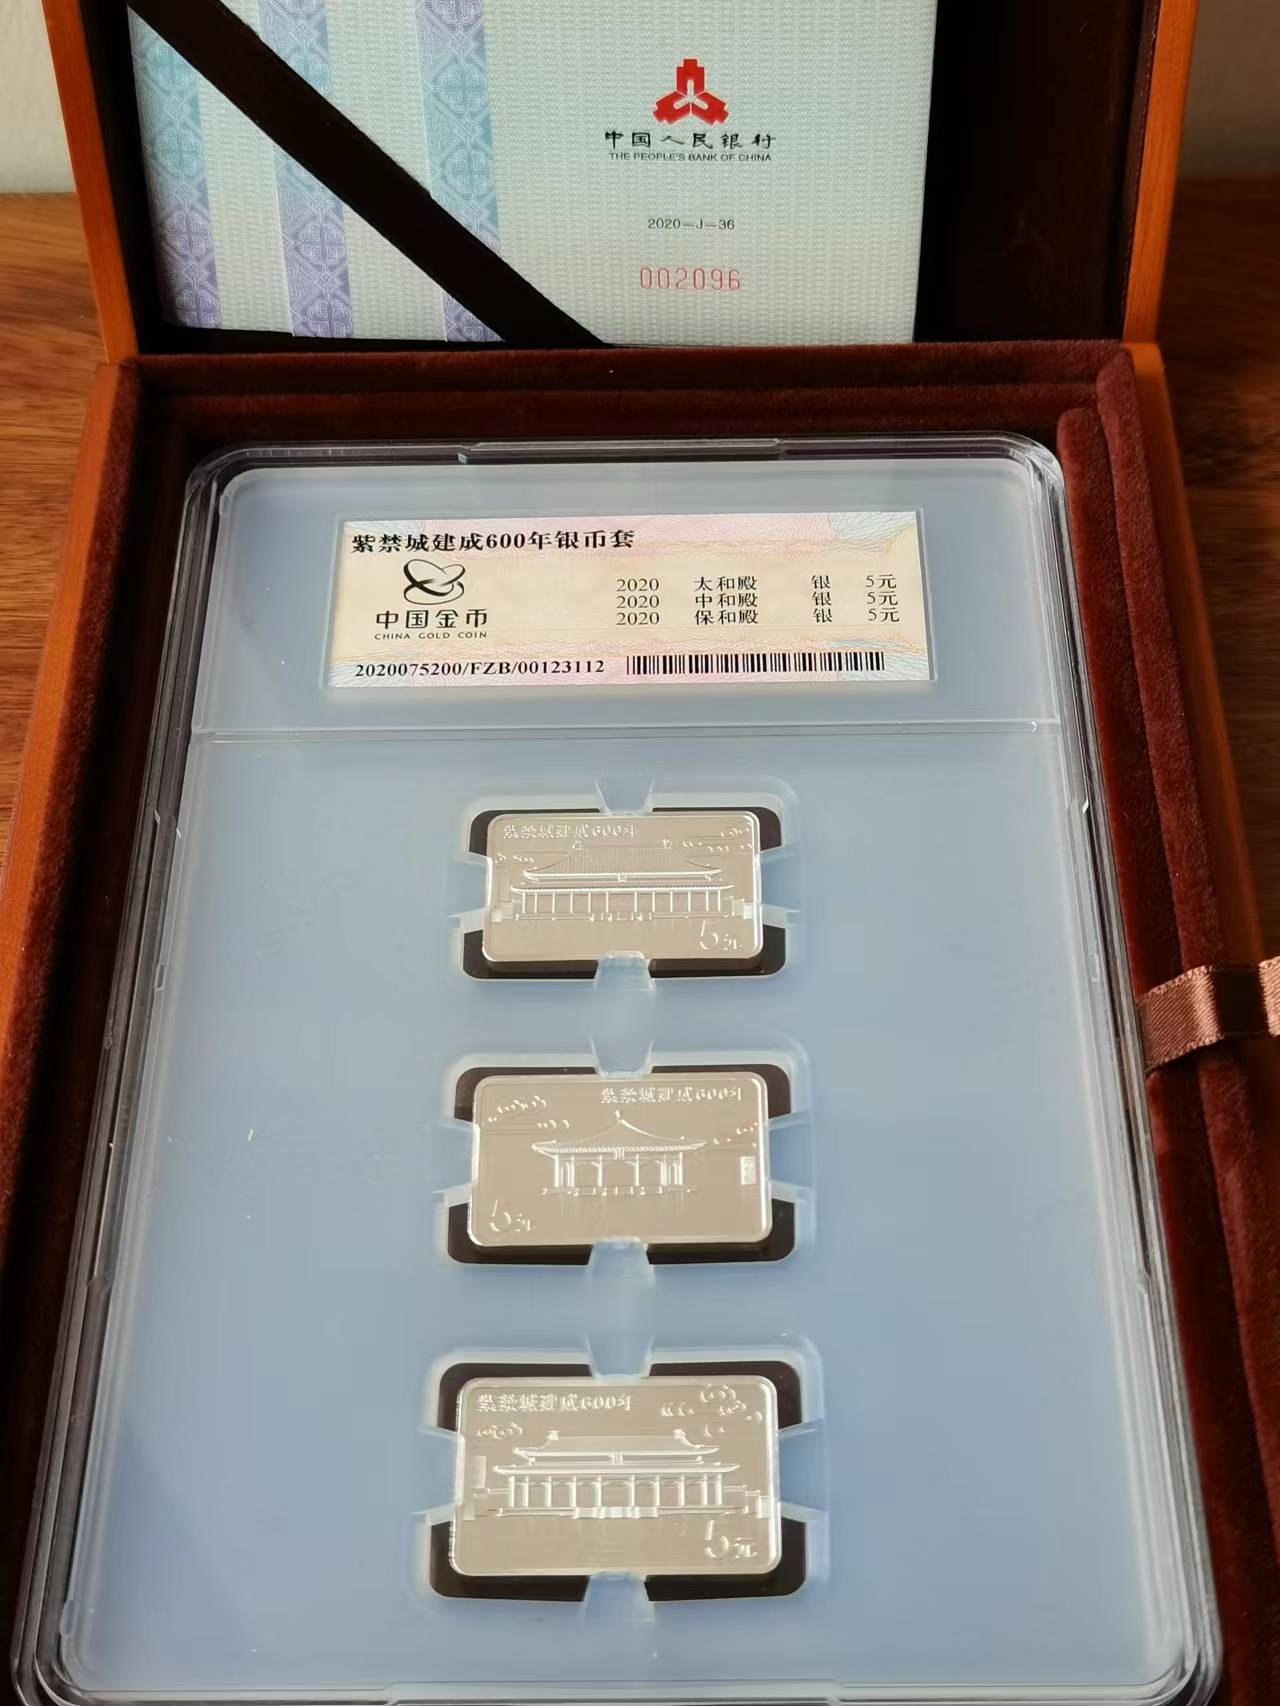 中国人民银行
THE PEOPLE'S BANK OF CHINA
2020-J-36
002096
紫禁城建成600年银币套
中国金币
CHINA GOLD COIN
2020 太和殿 银 5元
2020 中和殿 银 5元
2020 保和殿 银 5元
2020075200/FZB/00123112
紫禁城建成600年
5元
紫禁城建成600年
5元
紫禁城建成600年
5元